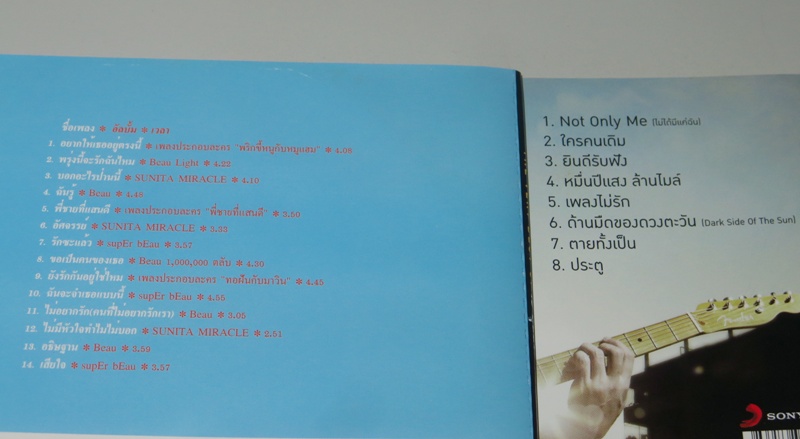 ชื่อเพลง * อัลบั้ม * เวลา
1. อยากให้เธออยู่ตรงนี้ * เพลงประกอบละคร "พริกขี้หนูกับหมูแฮม" * 4.08
2. พรุ่งนี้จะรักฉันไหม * Beau Light * 4.22
3. บอกอะไรป่านนี้ * SUNITA MIRACLE * 4.10
4. ฉันรู้ * Beau * 4.49
5. พี่ชายที่แสนดี * เพลงประกอบละคร "พี่ชายที่แสนดี" * 3.50
6. อัศจรรย์ * SUNITA MIRACLE * 3.33
7. รักซะแล้ว * supEr bEau * 3.57
8. ขอเป็นคนของเธอ * Beau 1,000,000 ตลับ * 4.30
9. ยังรักกันอยู่ใช่ไหม * เพลงประกอบละคร "ทอฝันกับมาวิน" * 4.45
10. ฉันจะจำเธอแบบนี้ * supEr bEau * 4.55
11. ไม่อยากรัก(คนที่ไม่อยากรักเรา) * Beau * 3.05
12. ไม่มีหัวใจทำไมไม่บอก * SUNITA MIRACLE * 2.51
13. อธิษฐาน * Beau * 3.59
14. เสียใจ * supEr bEau * 3.57
1. Not Only Me (ไม่ได้มีแค่ฉัน)
2. ใครคนเดิม
3. ยินดีรับฟัง
4. หมื่นปีแสง ล้านไมล์
5. เพลงไม่รัก
6. ด้านมืดของดวงตะวัน (Dark Side Of The Sun)
7. ตายทั้งเป็น
8. ประตู
Fender
SONY